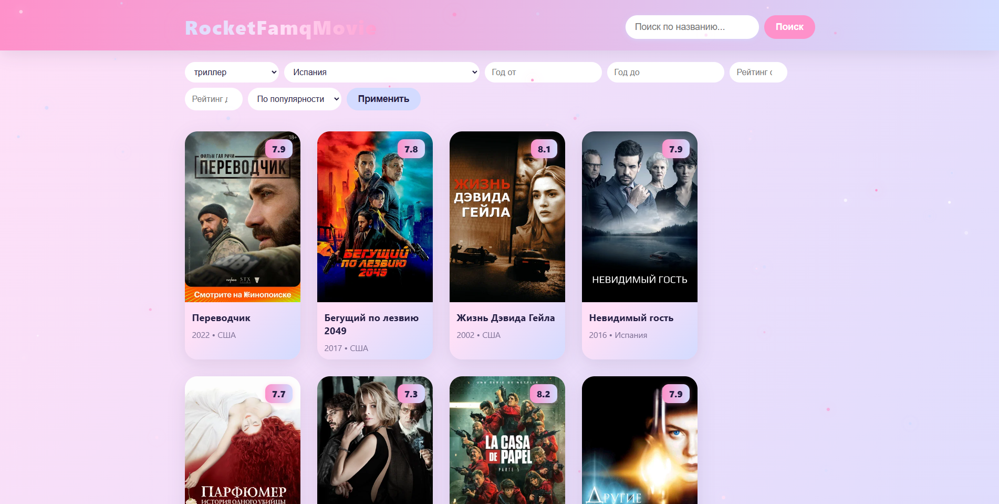 RocketFamqMovie
Поиск по названию...
Поиск
триллер
Испания
Год от
Год до
Рейтинг о
Рейтинг д
По популярности
Применить
18+
7.9
ФИЛЬМ ГАЯ РИЧИ
ПЕРЕВОДЧИК
STX
Смотрите на Кинопоиске
7.8
БЕГУЩИЙ
ПО ЛЕЗВИЮ
2049
8.1
ЖИЗНЬ
ДЭВИДА
ГЕЙЛА
7.9
НЕВИДИМЫЙ ГОСТЬ
Переводчик
2022 • США
Бегущий по лезвию
2049
2017 • США
Жизнь Дэвида Гейла
2002 • США
Невидимый гость
2016 • Испания
7.7
ПАРФЮМЕР
ИСТОРИЯ ОДНОГО УБИЙЦЫ
7.3
UNA SERIE DE NETFLIX
8.2
LA CASA
DE PAPEL
PARTE 5
7.9
ДРУГИЕ